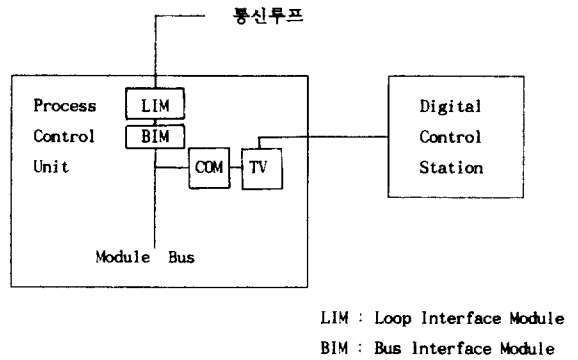 통신루프
Process
LIM
Control
BIM
Unit
COM
TV
Module Bus
Digital
Control
Station
LIM : Loop Interface Module
BIM : Bus Interface Module